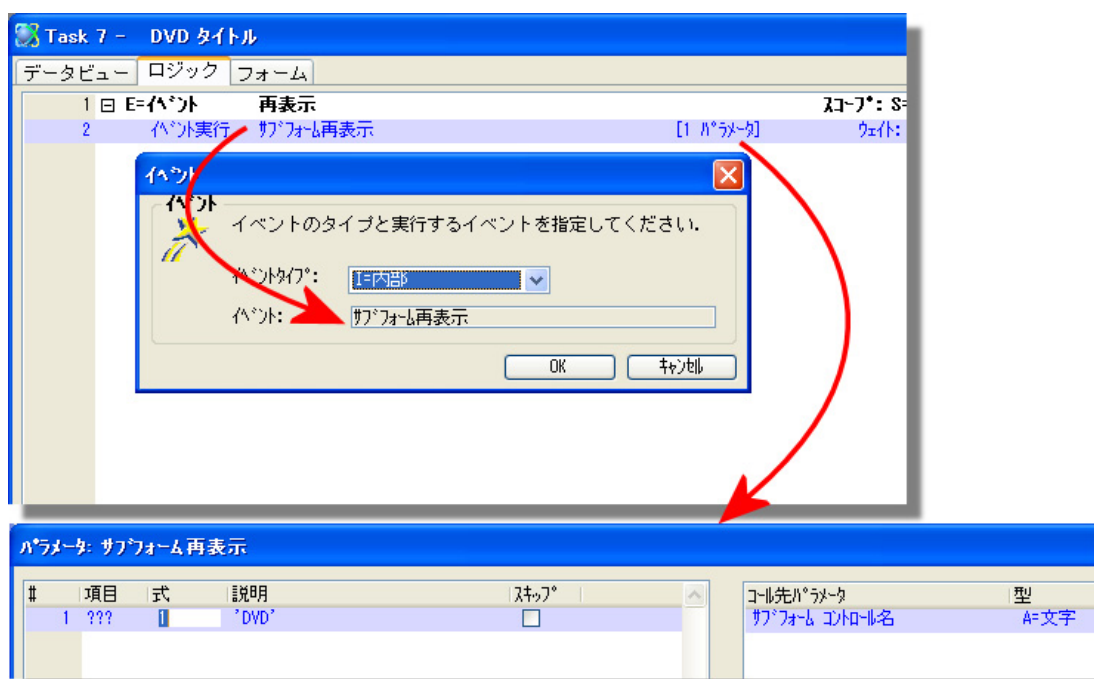 Task 7 - DVD タイトル
データビュー ロジック フォーム
1 E=ｲﾍﾞﾝﾄ 再表示 ｽｺｰﾌﾟ: S=
2 ｲﾍﾞﾝﾄ実行 ｻﾌﾞﾌｫｰﾑ再表示 [1 ﾊﾟﾗﾒｰﾀ] ｳｪｲﾄ:
ｲﾍﾞﾝﾄ
ｲﾍﾞﾝﾄ
イベントのタイプと実行するイベントを指定してください.
ｲﾍﾞﾝﾄﾀｲﾌﾟ: I=内部
ｲﾍﾞﾝﾄ: ｻﾌﾞﾌｫｰﾑ再表示
OK ｷｬﾝｾﾙ
ﾊﾟﾗﾒｰﾀ: ｻﾌﾞﾌｫｰﾑ再表示
# 項目 式 説明 ｽｷｯﾌﾟ ｺｰﾙ先ﾊﾟﾗﾒｰﾀ 型
1 ??? 1 'DVD' ｻﾌﾞﾌｫｰﾑ ｺﾝﾄﾛｰﾙ名 A=文字